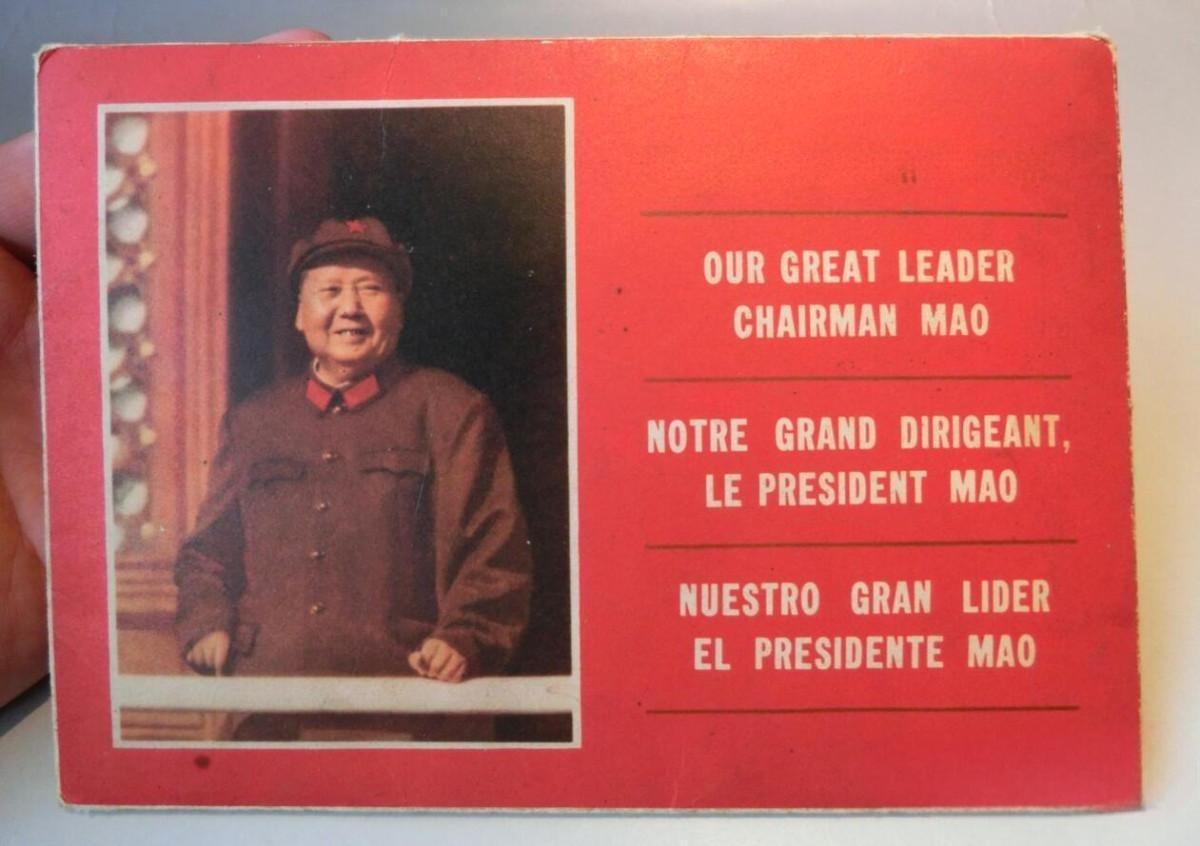 OUR GREAT LEADER
CHAIRMAN MAO
NOTRE GRAND DIRIGEANT,
LE PRESIDENT MAO
NUESTRO GRAN LIDER
EL PRESIDENTE MAO